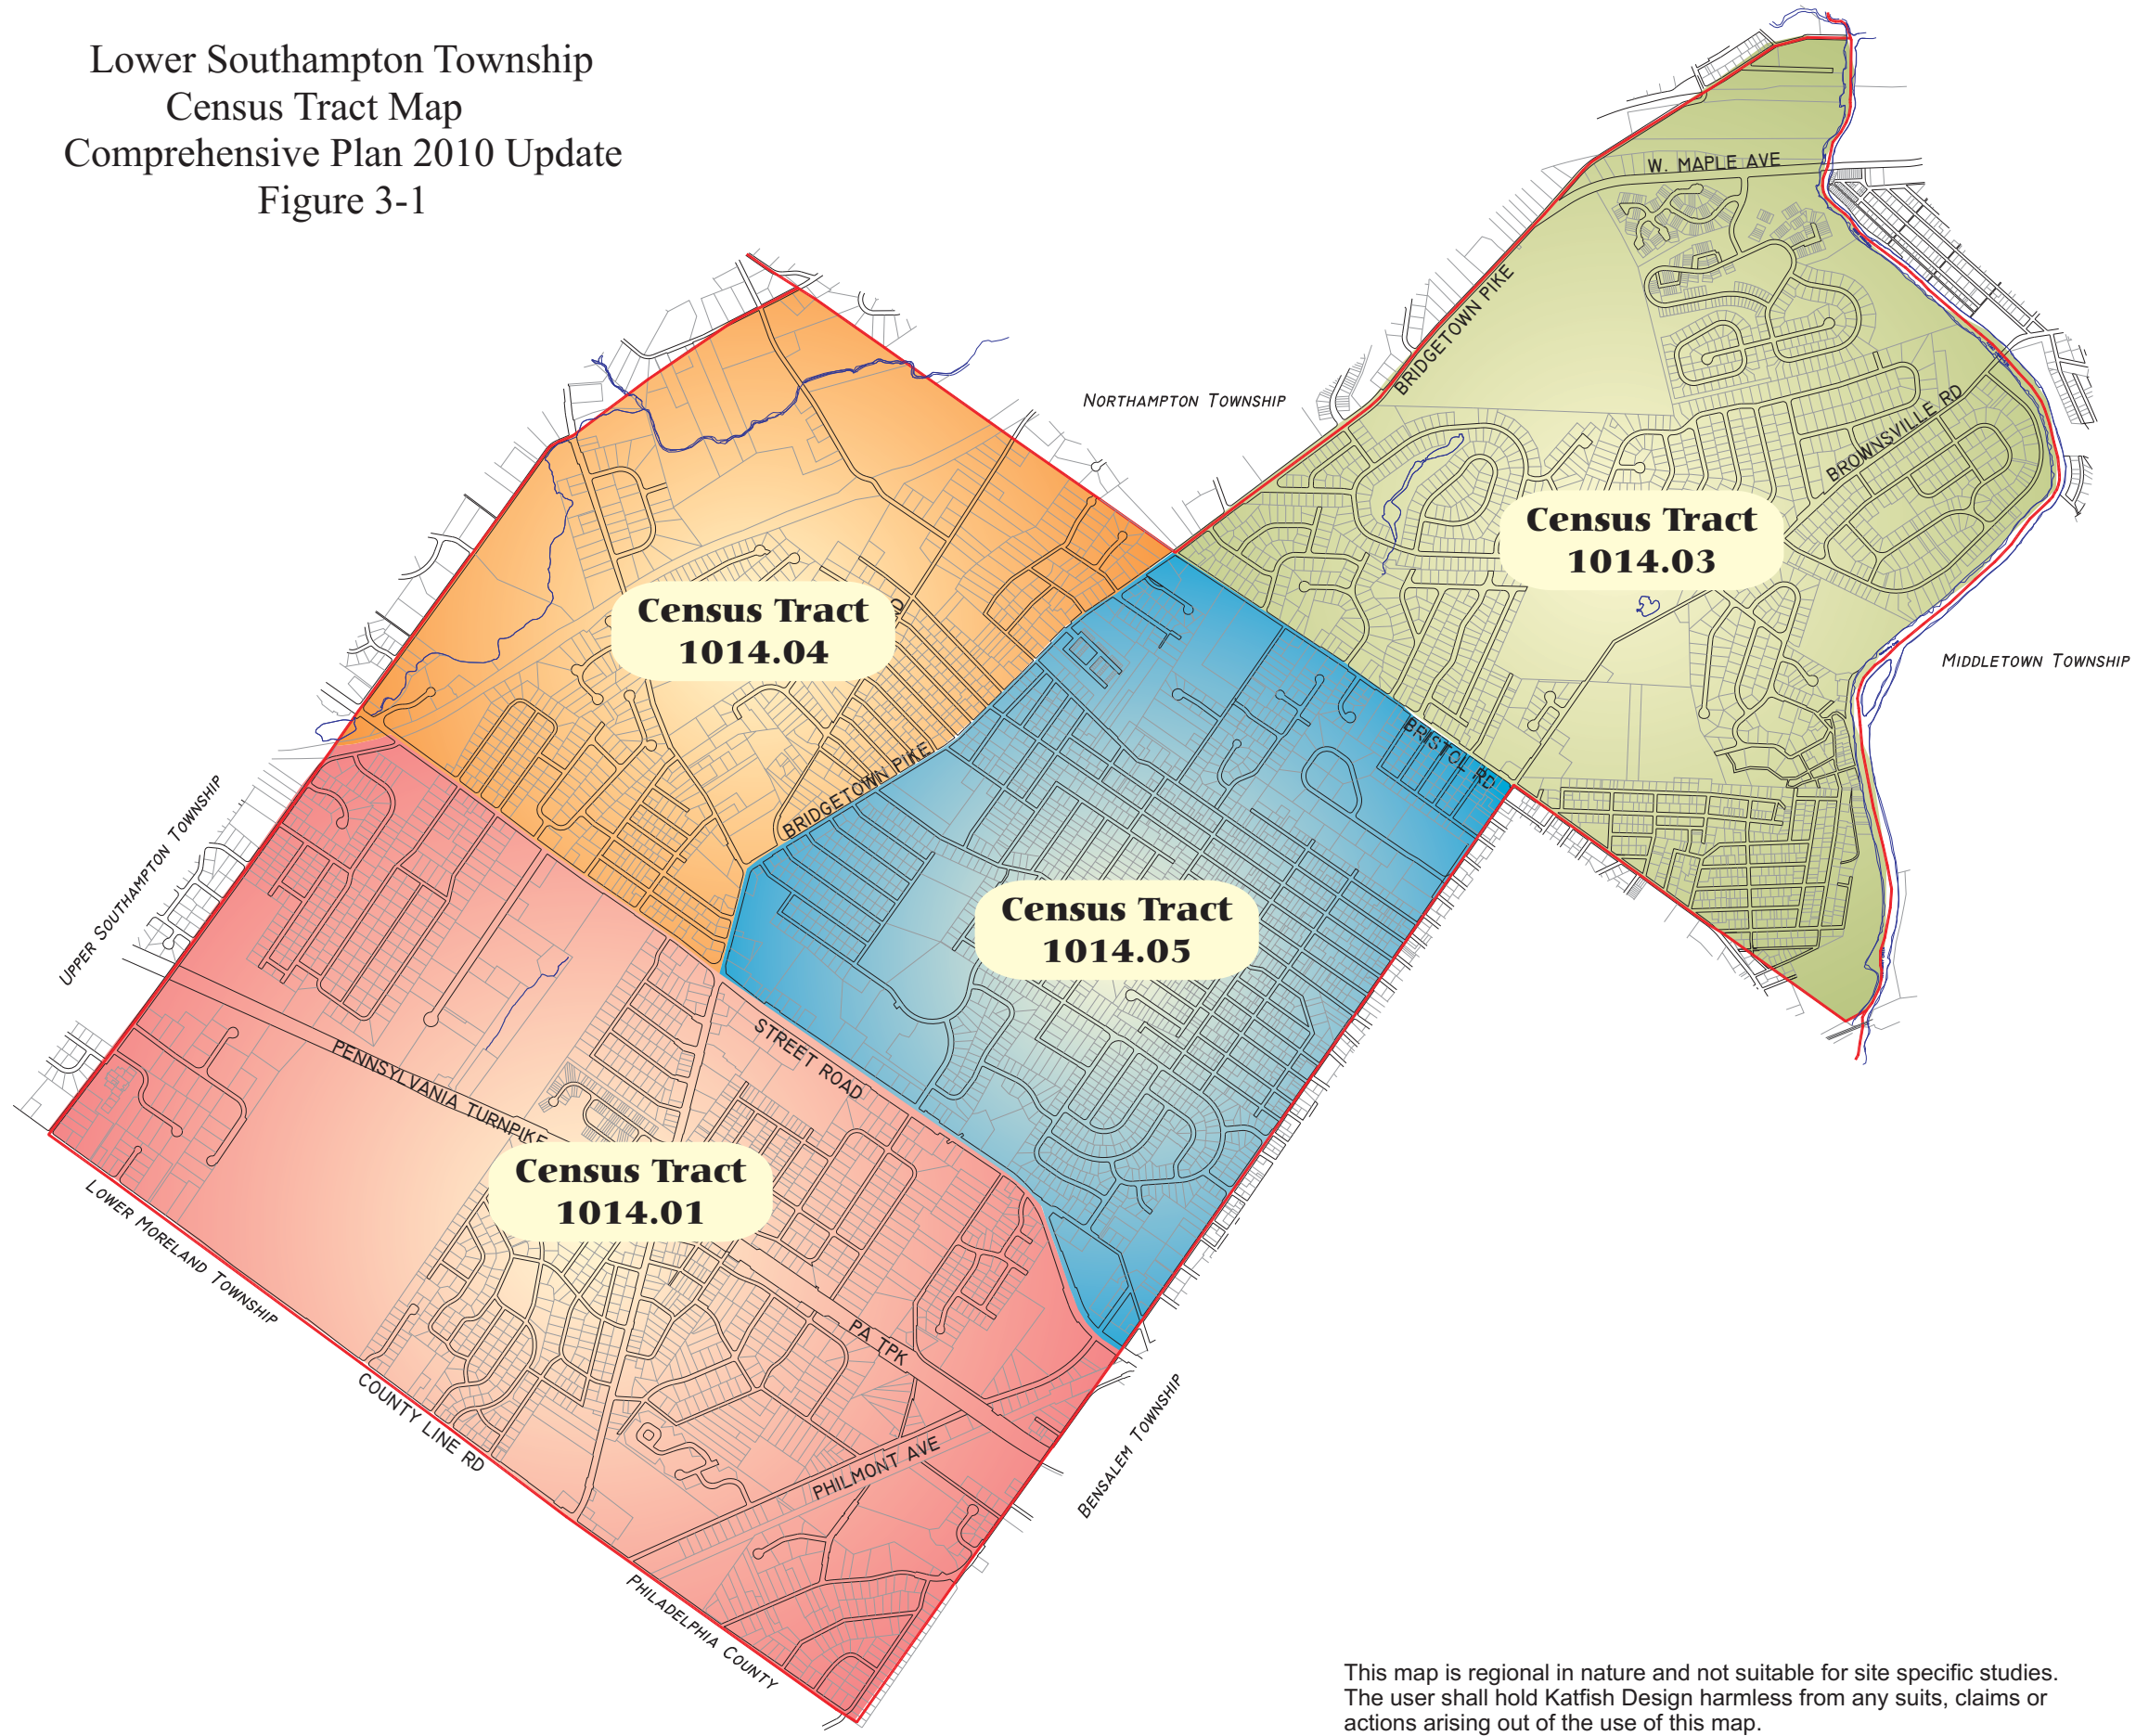 Lower Southampton Township
Census Tract Map
Comprehensive Plan 2010 Update
Figure 3-1
W. MAPLE AVE
BRIDGETOWN PIKE
NORTHAMPTON TOWNSHIP
BROWNSVILLE RD
Census Tract
1014.03
Census Tract
1014.04
MIDDLETOWN TOWNSHIP
BRISTOL RD
BRIDGETOWN PIKE
UPPER SOUTHAMPTON TOWNSHIP
Census Tract
1014.05
STREET ROAD
PENNSYLVANIA TURNPIKE
Census Tract
1014.01
LOWER MORELAND TOWNSHIP
PA TPK
COUNTY LINE RD
PHILMONT AVE
BENSALEM TOWNSHIP
PHILADELPHIA COUNTY
This map is regional in nature and not suitable for site specific studies.
The user shall hold Katfish Design harmless from any suits, claims or
actions arising out of the use of this map.